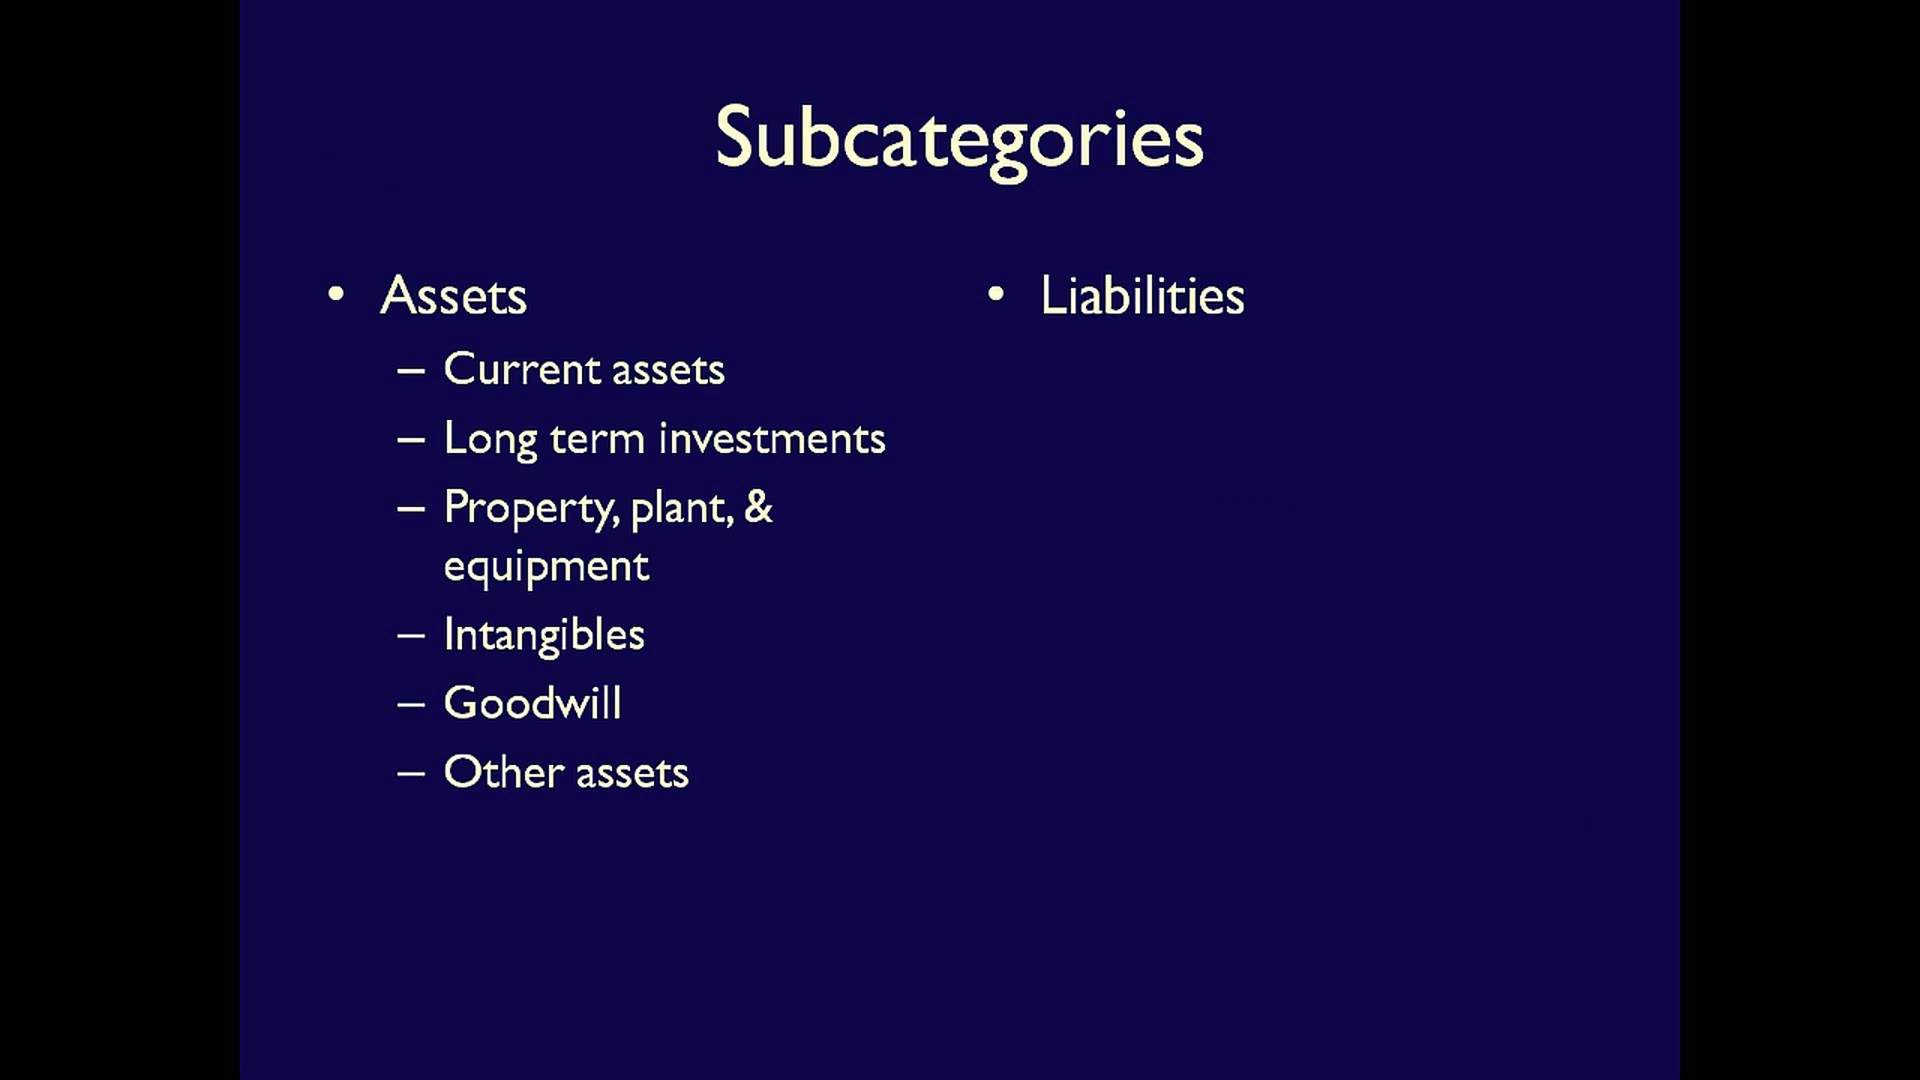 Subcategories
• Assets
– Current assets
– Long term investments
– Property, plant, &
equipment
– Intangibles
– Goodwill
– Other assets
• Liabilities